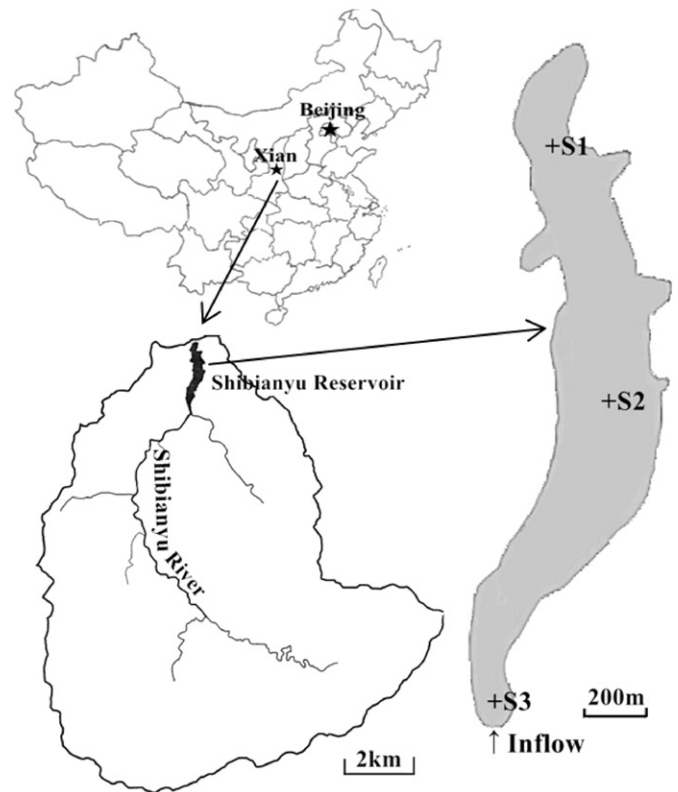 Beijing
Xian
+S1
Shibianyu Reservoir
+S2
Shibianyu River
+S3
200m
↑ Inflow
2km